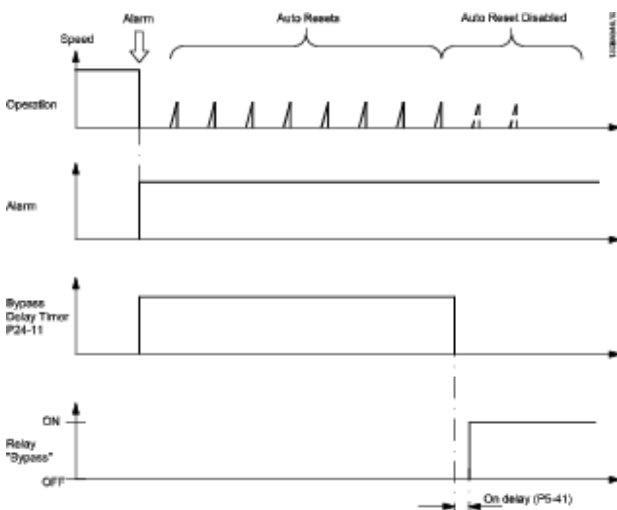 Alarm
Auto Resets
Auto Reset Disabled
Speed
Operation
Alarm
Bypass
Delay Timer
P24-11
ON
Relay
"Bypass"
OFF
On delay (P5-41)